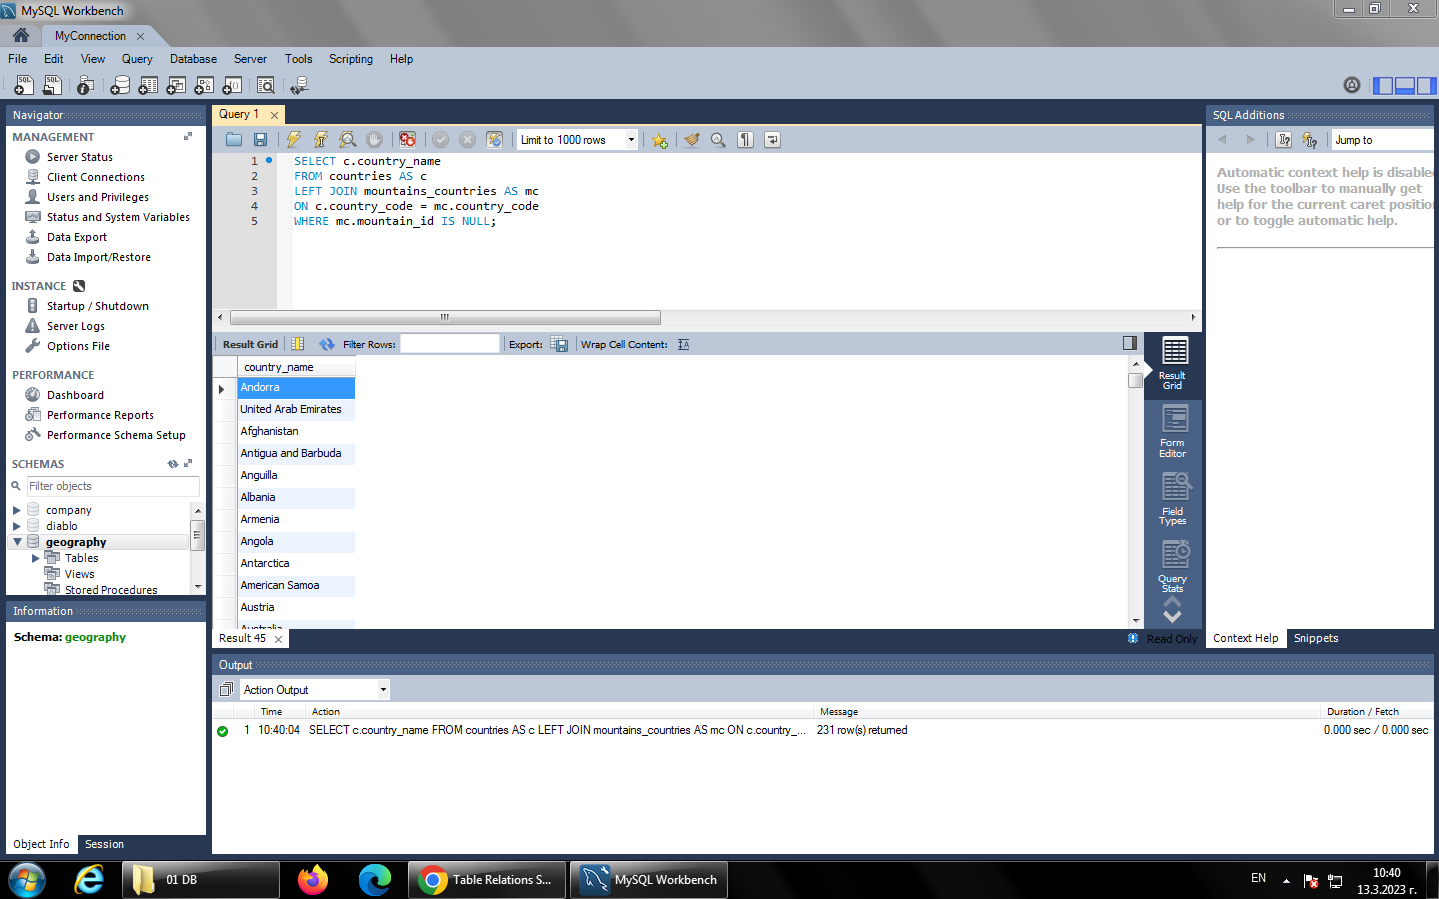 MySQL Workbench
MyConnection
File Edit View Query Database Server Tools Scripting Help
Navigator
MANAGEMENT
Server Status
Client Connections
Users and Privileges
Status and System Variables
Data Export
Data Import/Restore
INSTANCE
Startup / Shutdown
Server Logs
Options File
PERFORMANCE
Dashboard
Performance Reports
Performance Schema Setup
SCHEMAS
Filter objects
company
diablo
geography
Tables
Views
Stored Procedures
Information
Schema: geography
Object Info Session
Query 1
Limit to 1000 rows
1 SELECT c.country_name
2 FROM countries AS c
3 LEFT JOIN mountains_countries AS mc
4 ON c.country_code = mc.country_code
5 WHERE mc.mountain_id IS NULL;
Result Grid Filter Rows: Export: Wrap Cell Content:
country_name
Andorra
United Arab Emirates
Afghanistan
Antigua and Barbuda
Anguilla
Albania
Armenia
Angola
Antarctica
American Samoa
Austria
Australia
Result Grid
Form Editor
Field Types
Query Stats
Result 45
Read Only
SQL Additions
Jump to
Automatic context help is disabled
Use the toolbar to manually get
help for the current caret position
or to toggle automatic help.
Context Help Snippets
Output
Action Output
Time Action Message Duration / Fetch
1 10:40:04 SELECT c.country_name FROM countries AS c LEFT JOIN mountains_countries AS mc ON c.country_... 231 row(s) returned 0.000 sec / 0.000 sec
01 DB
Table Relations S...
MySQL Workbench
EN
10:40
13.3.2023 г.